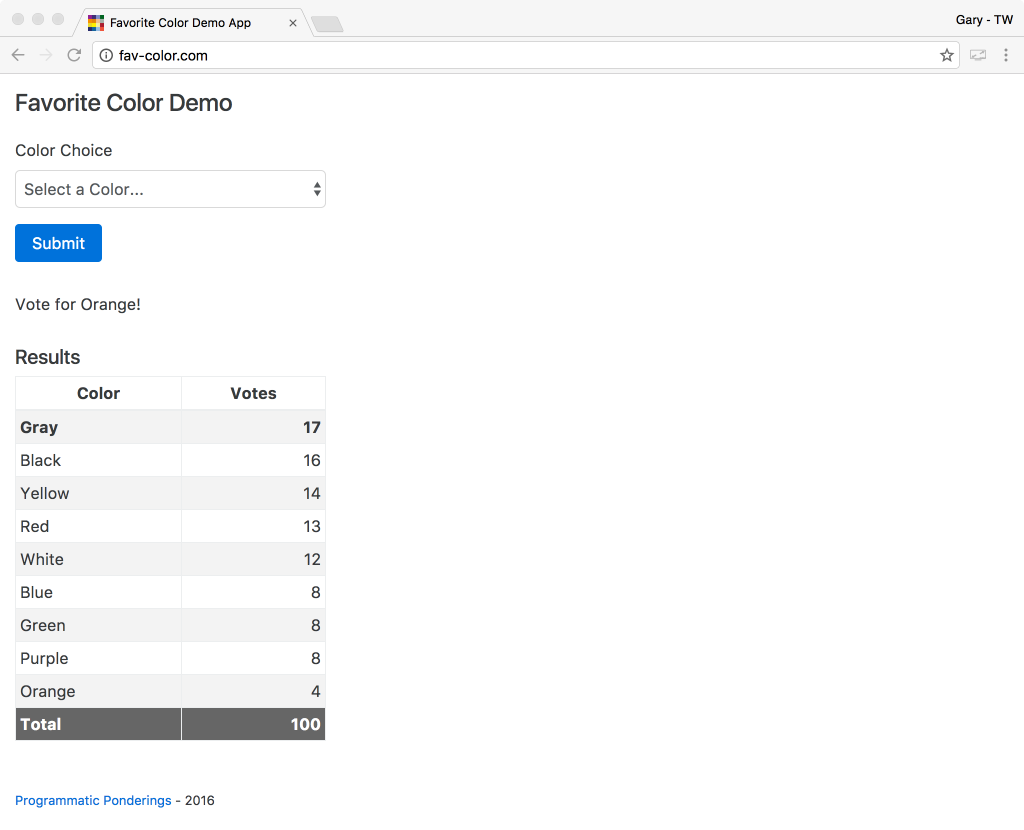 Favorite Color Demo App
Gary - TW
fav-color.com
Favorite Color Demo
Color Choice
Select a Color...
Submit
Vote for Orange!
Results
Color Votes
Gray 17
Black 16
Yellow 14
Red 13
White 12
Blue 8
Green 8
Purple 8
Orange 4
Total 100
Programmatic Ponderings - 2016